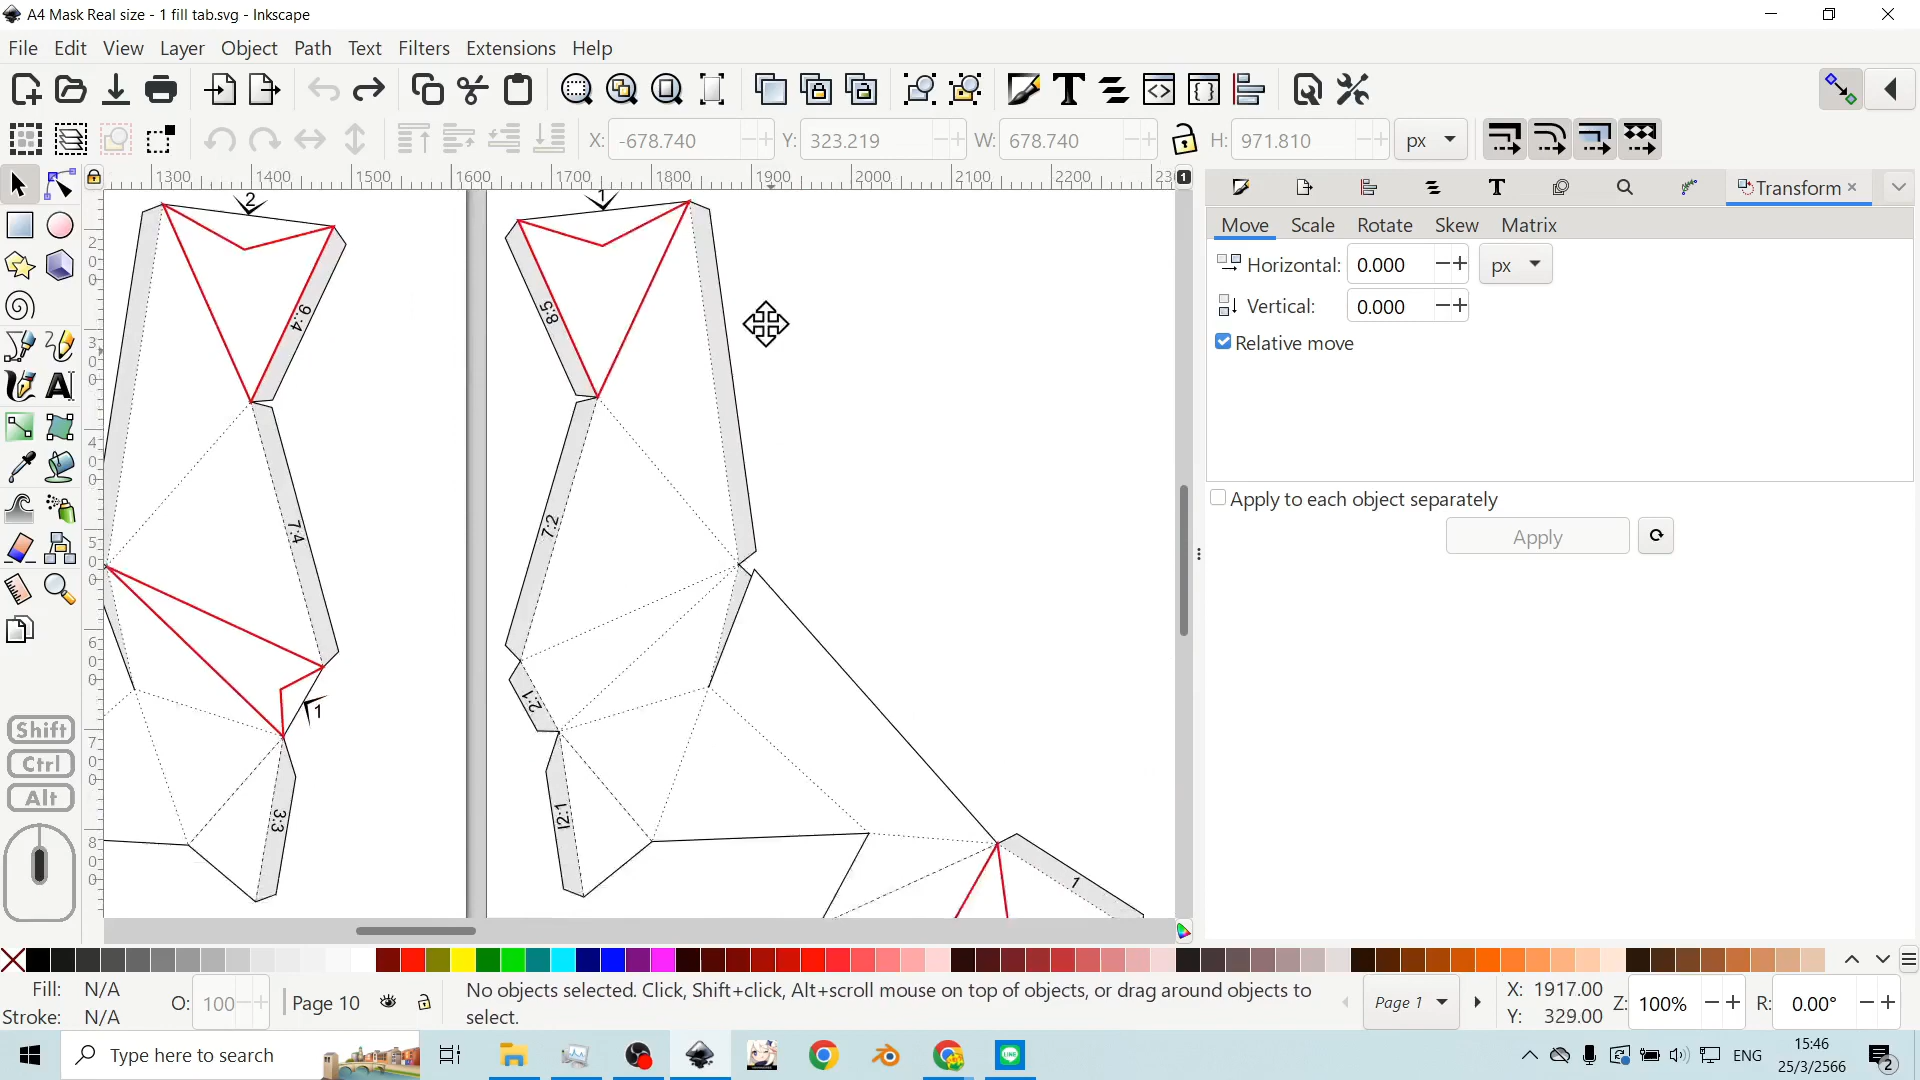 A4 Mask Real size - 1 fill tab.svg - Inkscape
File Edit View Layer Object Path Text Filters Extensions Help
X: -678.740 Y: 323.219 W: 678.740 H: 971.810 px
1300 1400 1500 1600 1700 1800 1900 2000 2100 2200
1
Transform
Move Scale Rotate Skew Matrix
Horizontal: 0.000 px
Vertical: 0.000
Relative move
Apply to each object separately
Apply
2
1
9:4
8:5
7:4
7:2
2:1
1
3:3
12:1
1
Shift
Ctrl
Alt
Fill: N/A
Stroke: N/A
O: 100
Page 10
No objects selected. Click, Shift+click, Alt+scroll mouse on top of objects, or drag around objects to
select.
Page 1
X: 1917.00
Y: 329.00
Z: 100%
R: 0.00°
Type here to search
ENG
15:46
25/3/2566
2